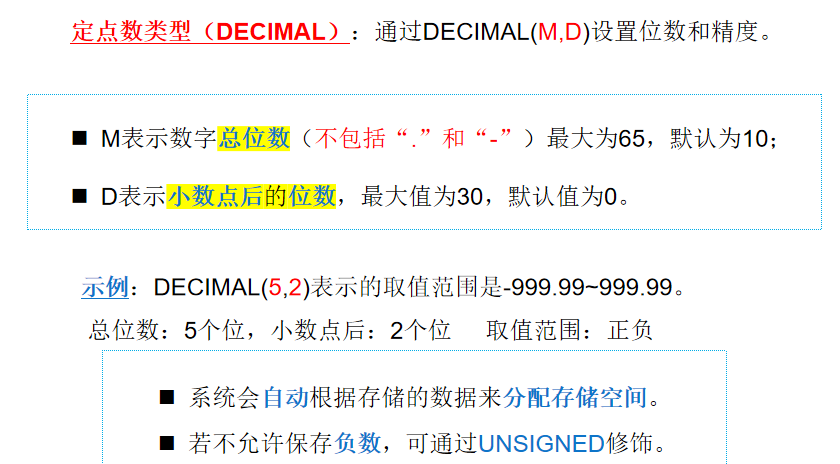 定点数类型（DECIMAL）：通过DECIMAL(M,D)设置位数和精度。
■ M表示数字总位数（不包括“.”和“-”）最大为65，默认为10；
■ D表示小数点后的位数，最大值为30，默认值为0。
示例：DECIMAL(5,2)表示的取值范围是-999.99~999.99。
总位数：5个位，小数点后：2个位 取值范围：正负
■ 系统会自动根据存储的数据来分配存储空间。
■ 若不允许保存负数，可通过UNSIGNED修饰。